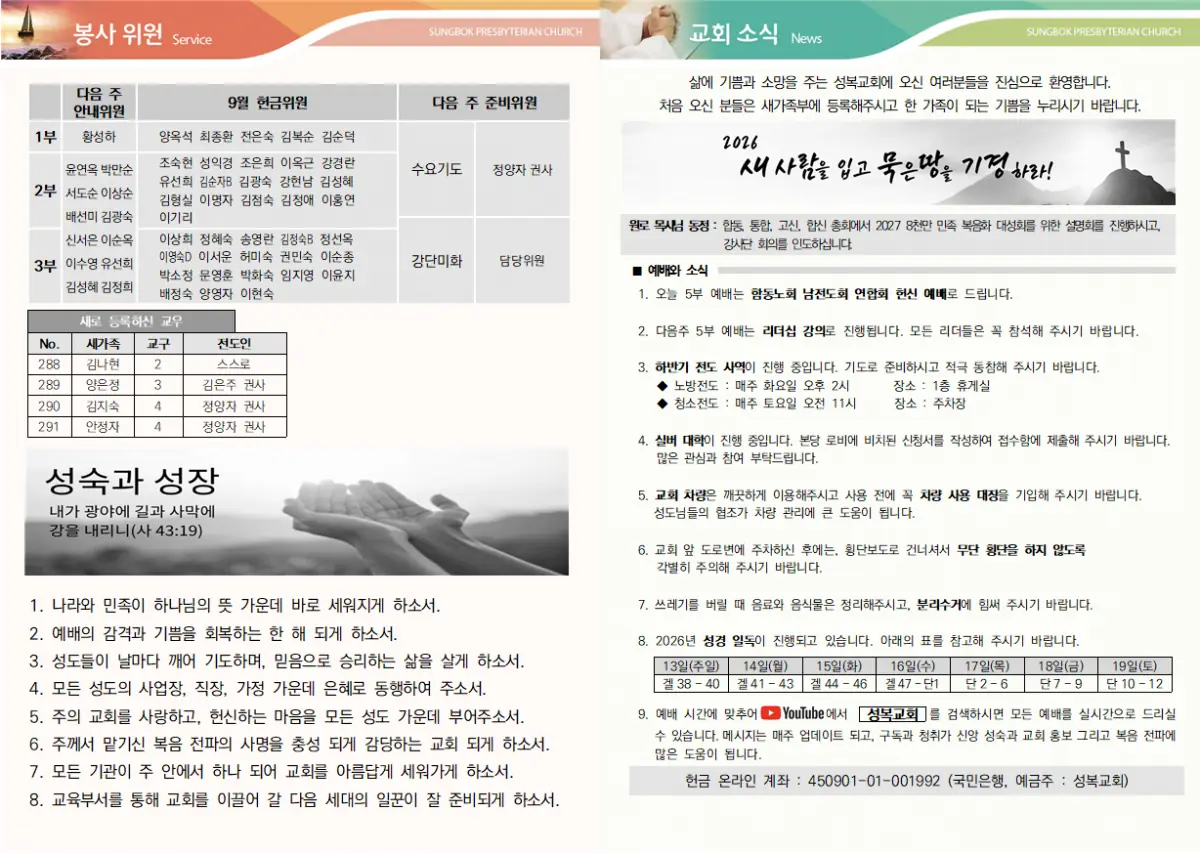 봉사 위원 Service
SUNGBOK PRESBYTERIAN CHURCH
다음 주 안내위원 9월 헌금위원 다음 주 준비위원
1부 황성하 양옥석 최종환 전은숙 김복순 김순덕
2부 윤연옥 박만순
서도순 이상순
배선미 김광숙
조숙현 성익경 조은희 이옥근 강경란
유선희 김순자B 김광숙 강현남 김성혜
김형실 이명자 김점숙 김정애 이홍연
이기리
수요기도 정양자 권사
3부 신서은 이순옥
이수영 유선희
김성혜 김정희
이상희 정혜숙 송영란 김정숙B 정선옥
이영숙D 이서운 허미숙 권민숙 이순종
박소정 문영훈 박화숙 임지영 이윤지
배정숙 양영자 이현숙
강단미화 담당위원
새로 등록하신 교우
No. 새가족 교구 전도인
288 김나현 2 스스로
289 양은정 3 김은주 권사
290 김지숙 4 정양자 권사
291 안정자 4 정양자 권사
성숙과 성장
내가 광야에 길과 사막에
강을 내리니(사 43:19)
1. 나라와 민족이 하나님의 뜻 가운데 바로 세워지게 하소서.
2. 예배의 감격과 기쁨을 회복하는 한 해 되게 하소서.
3. 성도들이 날마다 깨어 기도하며, 믿음으로 승리하는 삶을 살게 하소서.
4. 모든 성도의 사업장, 직장, 가정 가운데 은혜로 동행하여 주소서.
5. 주의 교회를 사랑하고, 헌신하는 마음을 모든 성도 가운데 부어주소서.
6. 주께서 맡기신 복음 전파의 사명을 충성 되게 감당하는 교회 되게 하소서.
7. 모든 기관이 주 안에서 하나 되어 교회를 아름답게 세워가게 하소서.
8. 교육부서를 통해 교회를 이끌어 갈 다음 세대의 일꾼이 잘 준비되게 하소서.
교회 소식 News
SUNGBOK PRESBYTERIAN CHURCH
삶에 기쁨과 소망을 주는 성복교회에 오신 여러분들을 진심으로 환영합니다.
처음 오신 분들은 새가족부에 등록해주시고 한 가족이 되는 기쁨을 누리시기 바랍니다.
2026
새 사람을 입고 묵은땅을 기경하라!
원로 목사님 동정 : 합동, 통합, 고신, 합신 총회에서 2027 8천만 민족 복음화 대성회를 위한 설명회를 진행하시고,
강사단 회의를 인도하십니다.
■ 예배와 소식
1. 오늘 5부 예배는 함동노회 남전도회 연합회 헌신 예배로 드립니다.
2. 다음주 5부 예배는 리더십 강의로 진행됩니다. 모든 리더들은 꼭 참석해 주시기 바랍니다.
3. 하반기 전도 사역이 진행 중입니다. 기도로 준비하시고 적극 동참해 주시기 바랍니다.
◆ 노방전도 : 매주 화요일 오후 2시 장소 : 1층 휴게실
◆ 청소전도 : 매주 토요일 오전 11시 장소 : 주차장
4. 실버 대학이 진행 중입니다. 본당 로비에 비치된 신청서를 작성하여 접수함에 제출해 주시기 바랍니다.
많은 관심과 참여 부탁드립니다.
5. 교회 차량은 깨끗하게 이용해주시고 사용 전에 꼭 차량 사용 대장을 기입해 주시기 바랍니다.
성도님들의 협조가 차량 관리에 큰 도움이 됩니다.
6. 교회 앞 도로변에 주차하신 후에는, 횡단보도로 건너셔서 무단 횡단을 하지 않도록
각별히 주의해 주시기 바랍니다.
7. 쓰레기를 버릴 때 음료와 음식물은 정리해주시고, 분리수거에 힘써 주시기 바랍니다.
8. 2026년 성경 일독이 진행되고 있습니다. 아래의 표를 참고해 주시기 바랍니다.
13일(주일) 14일(월) 15일(화) 16일(수) 17일(목) 18일(금) 19일(토)
겔 38 - 40 겔 41 - 43 겔 44 - 46 겔 47 - 단1 단 2 - 6 단 7 - 9 단 10 - 12
9. 예배 시간에 맞추어 YouTube에서 성복교회 를 검색하시면 모든 예배를 실시간으로 드리실
수 있습니다. 메시지는 매주 업데이트 되고, 구독과 청취가 신앙 성숙과 교회 홍보 그리고 복음 전파에
많은 도움이 됩니다.
헌금 온라인 계좌 : 450901-01-001992 (국민은행, 예금주 : 성복교회)